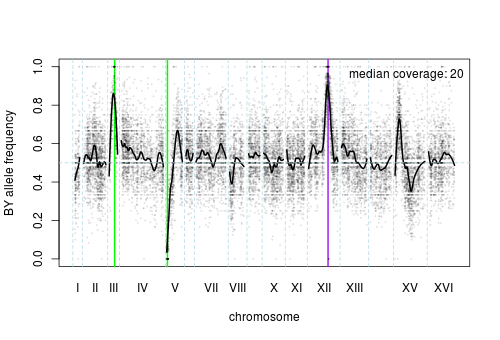 median coverage: 20
BY allele frequency
1.0
0.8
0.6
0.4
0.2
0.0
I II III IV V VII VIII X XI XII XIII XV XVI
chromosome